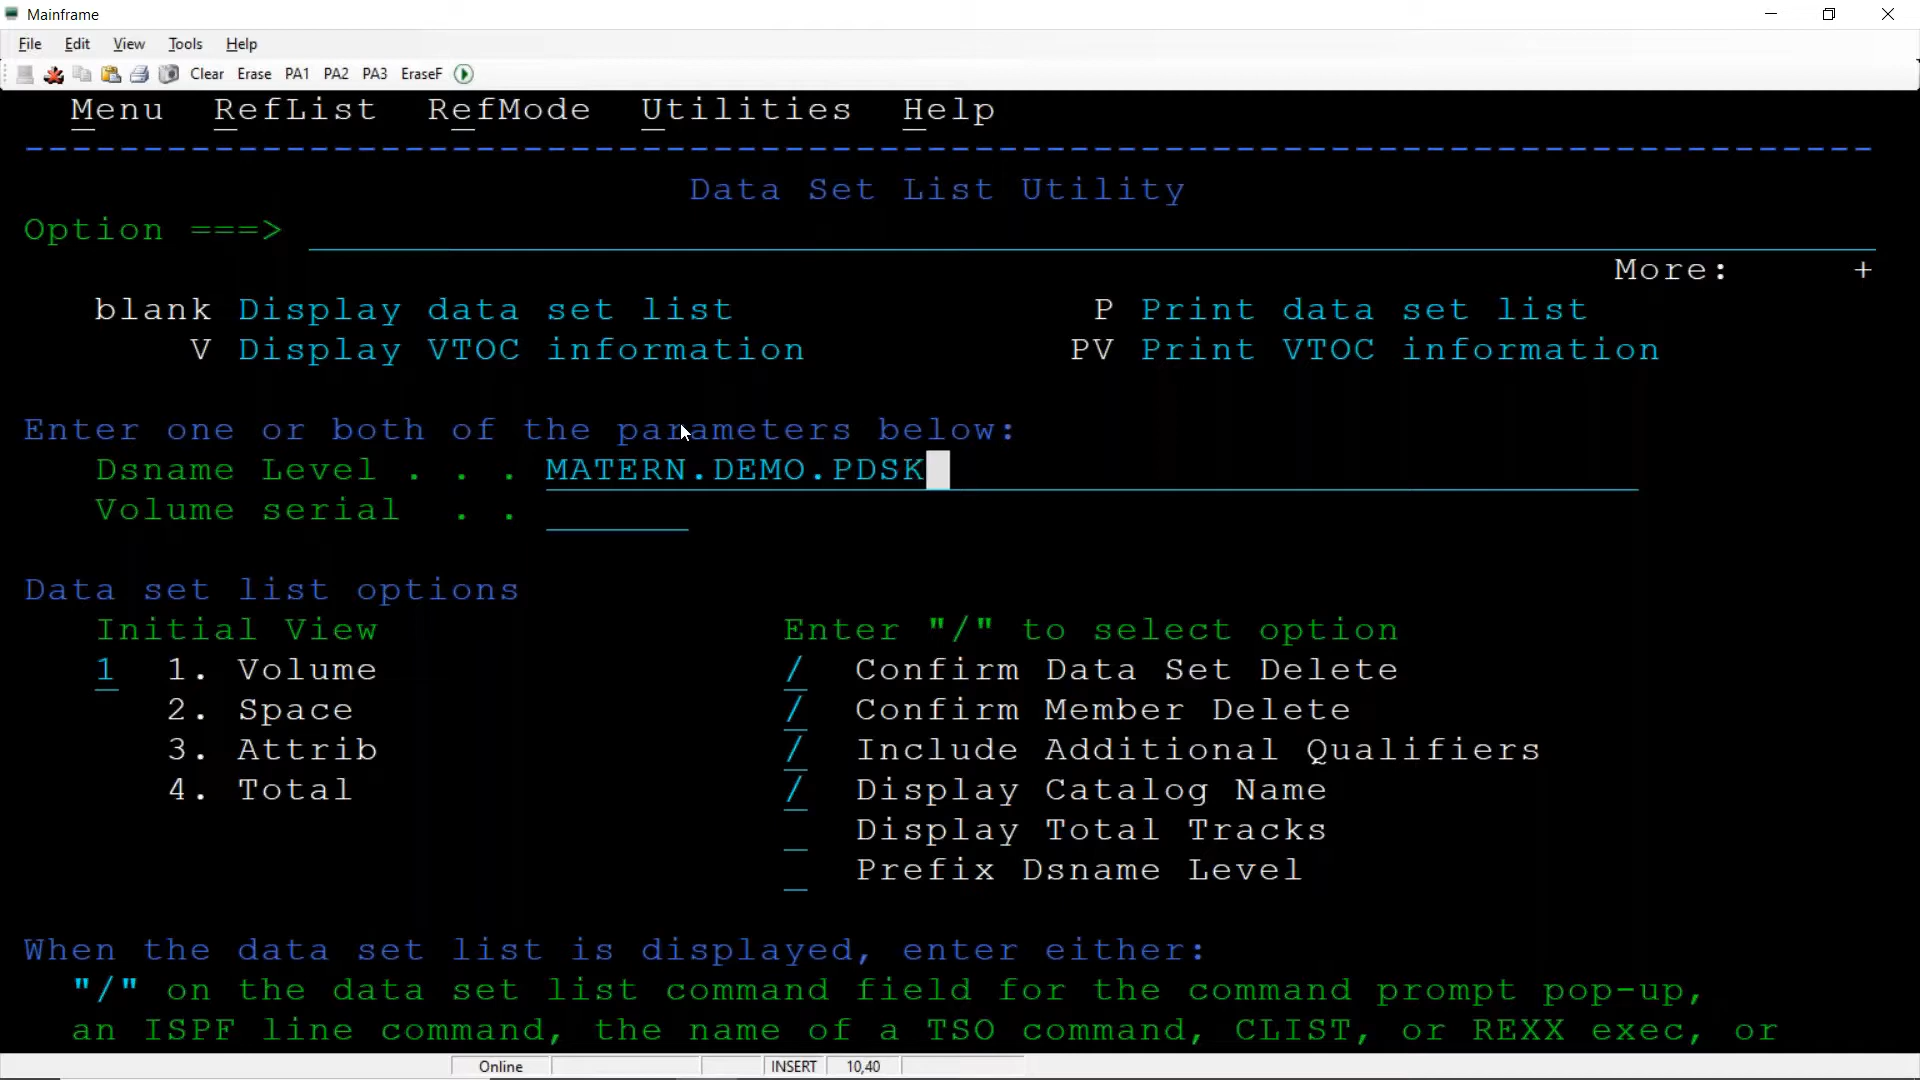 Mainframe
File Edit View Tools Help
Clear Erase PA1 PA2 PA3 EraseF
Menu RefList RefMode Utilities Help
Data Set List Utility
Option ===>
More: +
blank Display data set list P Print data set list
V Display VTOC information PV Print VTOC information
Enter one or both of the parameters below:
Dsname Level . . . MATERN.DEMO.PDSK
Volume serial . .
Data set list options
Initial View Enter "/" to select option
1 1. Volume / Confirm Data Set Delete
2. Space / Confirm Member Delete
3. Attrib / Include Additional Qualifiers
4. Total / Display Catalog Name
Display Total Tracks
Prefix Dsname Level
When the data set list is displayed, enter either:
"/" on the data set list command field for the command prompt pop-up,
an ISPF line command, the name of a TSO command, CLIST, or REXX exec, or
Online INSERT 10,40